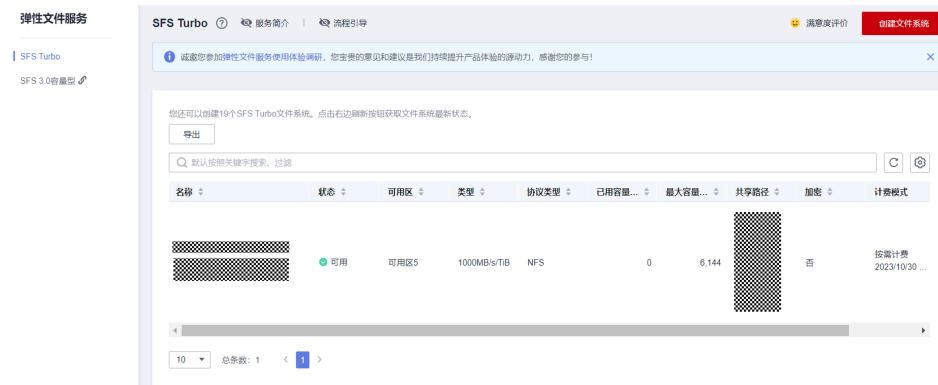 弹性文件服务
SFS Turbo
SFS 3.0容量型
SFS Turbo 服务简介 流程引导 满意度评价 创建文件系统
诚邀您参加弹性文件服务使用体验调研，您宝贵的意见和建议是我们持续提升产品体验的源动力，感谢您的参与！
您还可以创建19个SFS Turbo文件系统。点击右边刷新按钮获取文件系统最新状态。
导出
默认按照关键字搜索、过滤
名称 状态 可用区 类型 协议类型 已用容量... 最大容量... 共享路径 加密 计费模式
可用 可用区5 1000MB/s/TiB NFS 0 6,144 否 按需计费
2023/10/30 ...
10 总条数：1 < 1 >